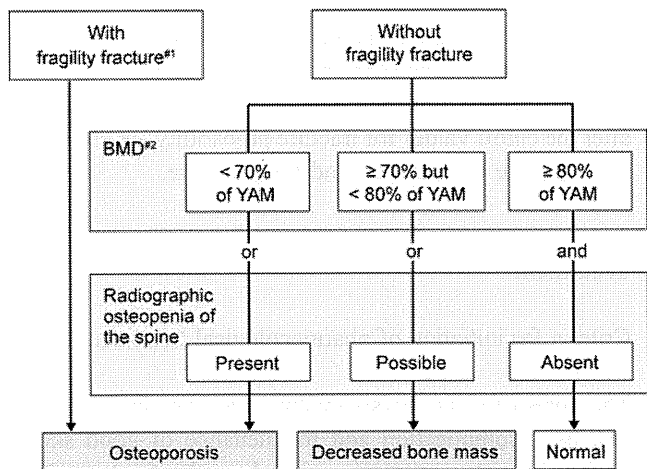 With
fragility fracture#1
Without
fragility fracture
BMD#2
< 70%
of YAM
≥ 70% but
< 80% of YAM
≥ 80%
of YAM
or
or
and
Radiographic
osteopenia of
the spine
Present
Possible
Absent
Osteoporosis
Decreased bone mass
Normal